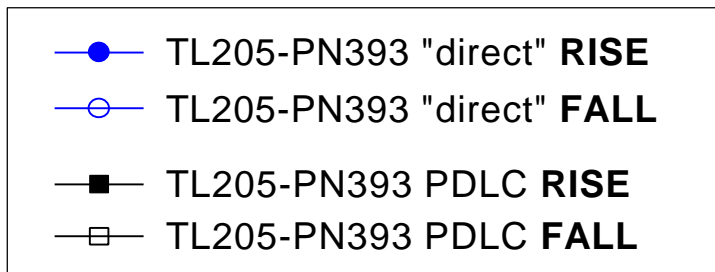 TL205-PN393 "direct" RISE
TL205-PN393 "direct" FALL
TL205-PN393 PDLC RISE
TL205-PN393 PDLC FALL